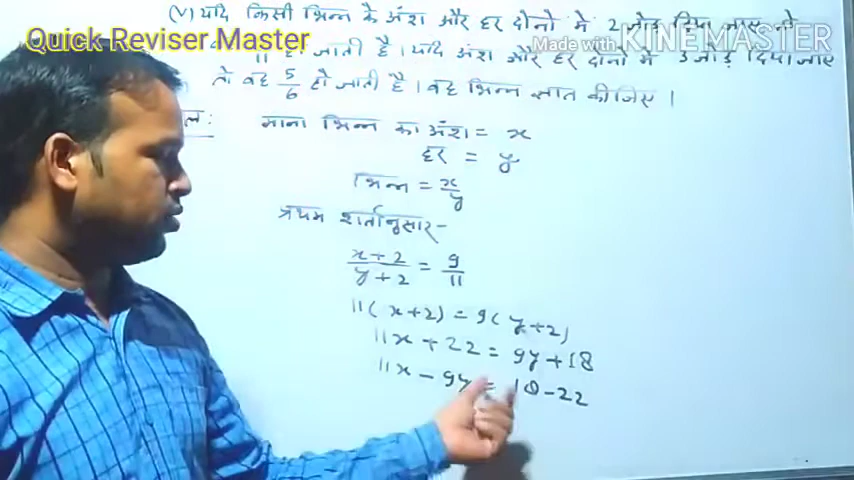 (v) यदि किसी भिन्न के अंश और हर दोनो मे 2 जोड़ दिया जाए तो
Quick Reviser Master
Made with KINEMASTER
11 हो जाती है। यदि अंश और हर दोनो में 3 जोड़ दिया जाए
तो वह 5/6 हो जाती है। वह भिन्न ज्ञात कीजिए।
माना भिन्न का अंश = x
हर = y
भिन्न = x/y
प्रथम शर्तानुसार-
x+2/y+2 = 9/11
11(x+2) = 9(y+2)
11x + 22 = 9y + 18
11x - 9y = 18-22